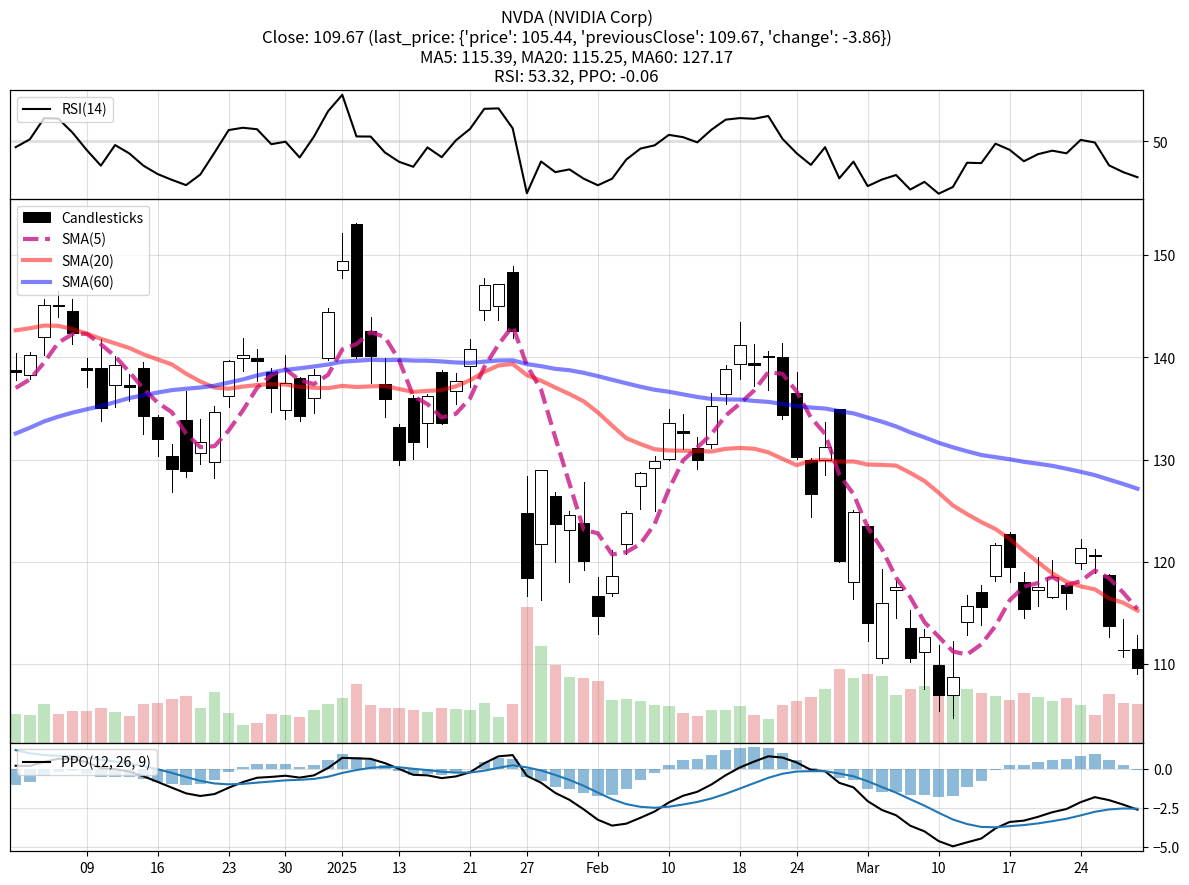 NVDA (NVIDIA Corp)
Close: 109.67 (last_price: {'price': 105.44, 'previousClose': 109.67, 'change': -3.86})
MA5: 115.39, MA20: 115.25, MA60: 127.17
RSI: 53.32, PPO: -0.06
RSI(14)
50
Candlesticks
SMA(5)
SMA(20)
SMA(60)
150
140
130
120
110
PPO(12, 26, 9)
0.0
−2.5
−5.0
09 16 23 30 2025 13 21 27 Feb 10 18 24 Mar 10 17 24